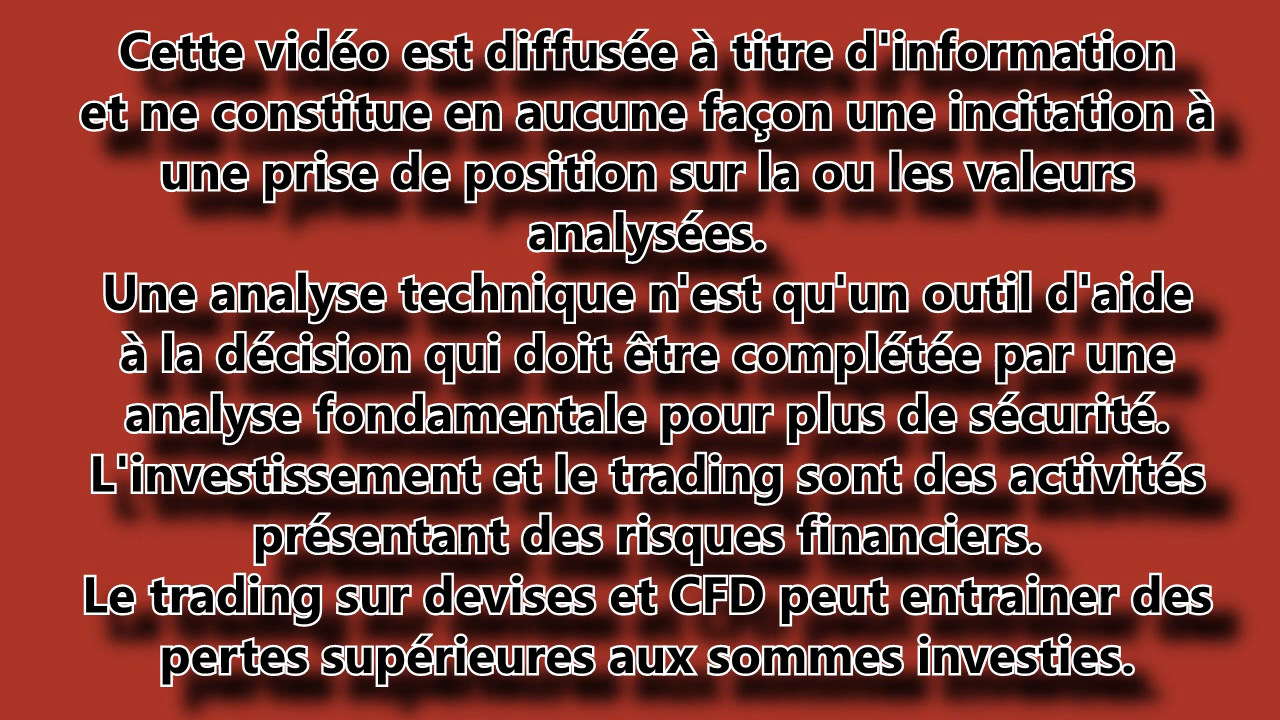 Cette vidéo est diffusée à titre d'information
et ne constitue en aucune façon une incitation à
une prise de position sur la ou les valeurs
analysées.
Une analyse technique n'est qu'un outil d'aide
à la décision qui doit être complétée par une
analyse fondamentale pour plus de sécurité.
L'investissement et le trading sont des activités
présentant des risques financiers.
Le trading sur devises et CFD peut entrainer des
pertes supérieures aux sommes investies.